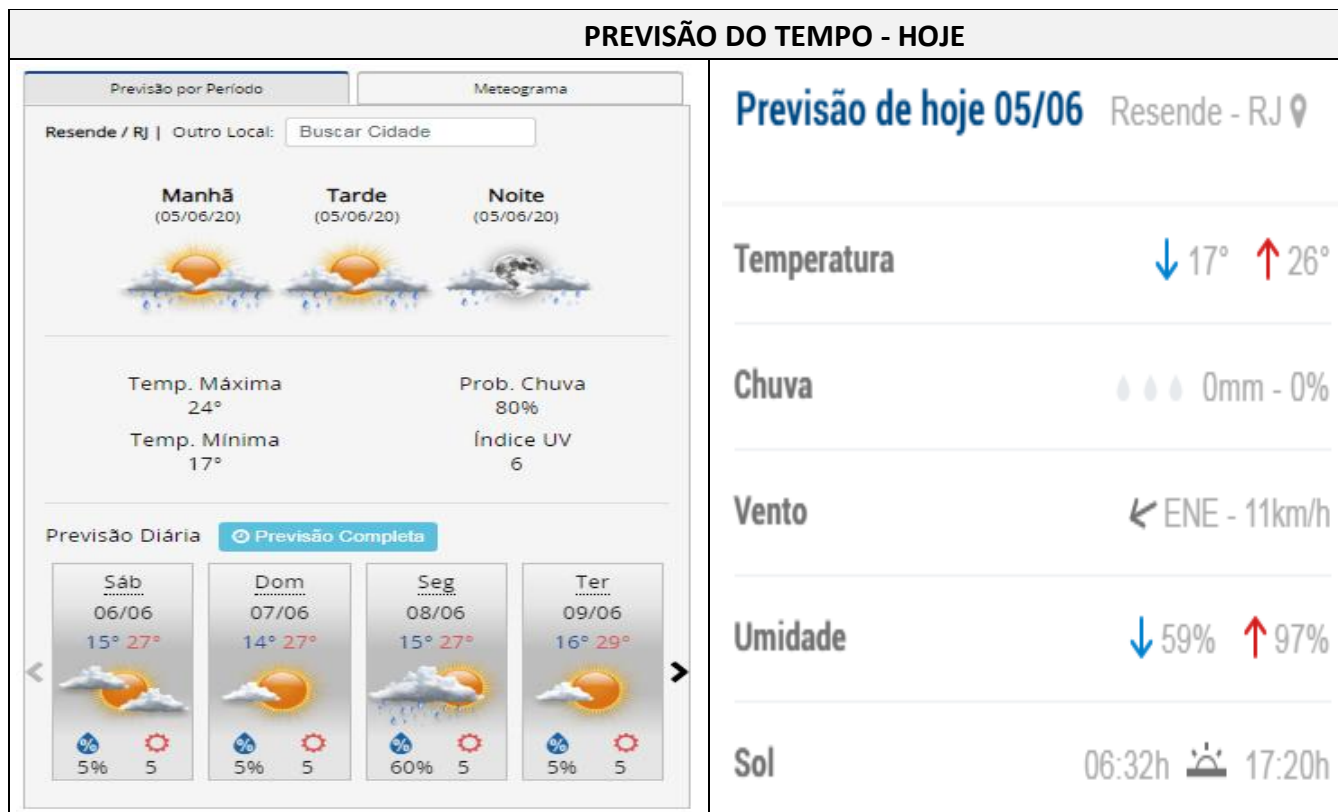 PREVISÃO DO TEMPO - HOJE
Previsão por Período
Meteograma
Resende / RJ | Outro Local: Buscar Cidade
Manhã Tarde Noite
(05/06/20) (05/06/20) (05/06/20)
Temp. Máxima Prob. Chuva
24° 80%
Temp. Mínima Índice UV
17° 6
Previsão Diária Previsão Completa
Sáb Dom Seg Ter
06/06 07/06 08/06 09/06
15° 27° 14° 27° 15° 27° 16° 29°
% % % %
5% 5 5% 5 60% 5 5% 5
Previsão de hoje 05/06 Resende - RJ
Temperatura 17° 26°
Chuva 0mm - 0%
Vento ENE - 11km/h
Umidade 59% 97%
Sol 06:32h 17:20h